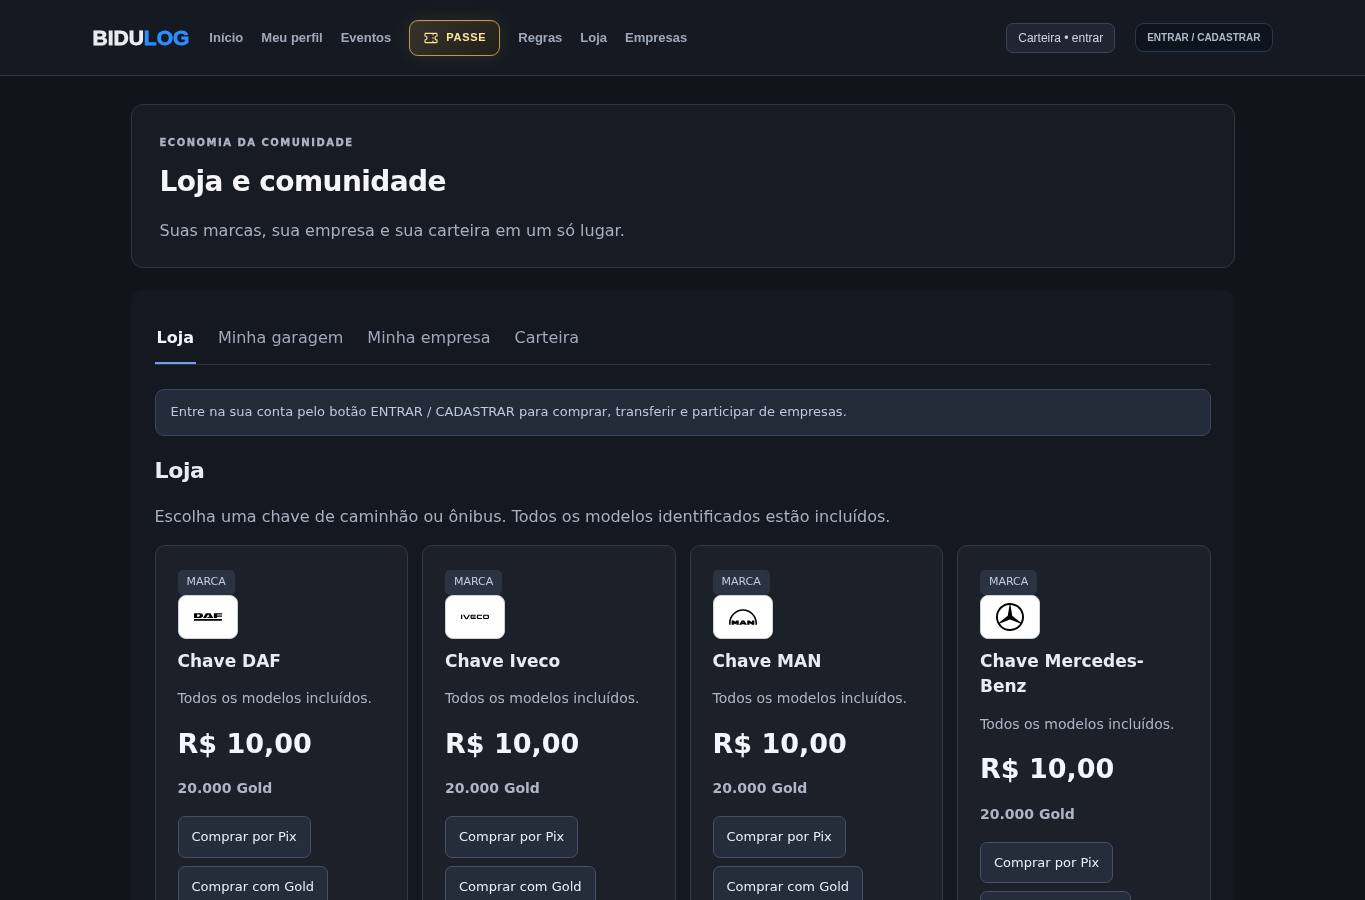 BIDULOG
Início
Meu perfil
Eventos
PASSE
Regras
Loja
Empresas
Carteira • entrar
ENTRAR / CADASTRAR
ECONOMIA DA COMUNIDADE
Loja e comunidade
Suas marcas, sua empresa e sua carteira em um só lugar.
Loja
Minha garagem
Minha empresa
Carteira
Entre na sua conta pelo botão ENTRAR / CADASTRAR para comprar, transferir e participar de empresas.
Loja
Escolha uma chave de caminhão ou ônibus. Todos os modelos identificados estão incluídos.
MARCA
DAF
Chave DAF
Todos os modelos incluídos.
R$ 10,00
20.000 Gold
Comprar por Pix
Comprar com Gold
MARCA
IVECO
Chave Iveco
Todos os modelos incluídos.
R$ 10,00
20.000 Gold
Comprar por Pix
Comprar com Gold
MARCA
MAN
Chave MAN
Todos os modelos incluídos.
R$ 10,00
20.000 Gold
Comprar por Pix
Comprar com Gold
MARCA
Chave Mercedes-
Benz
Todos os modelos incluídos.
R$ 10,00
20.000 Gold
Comprar por Pix